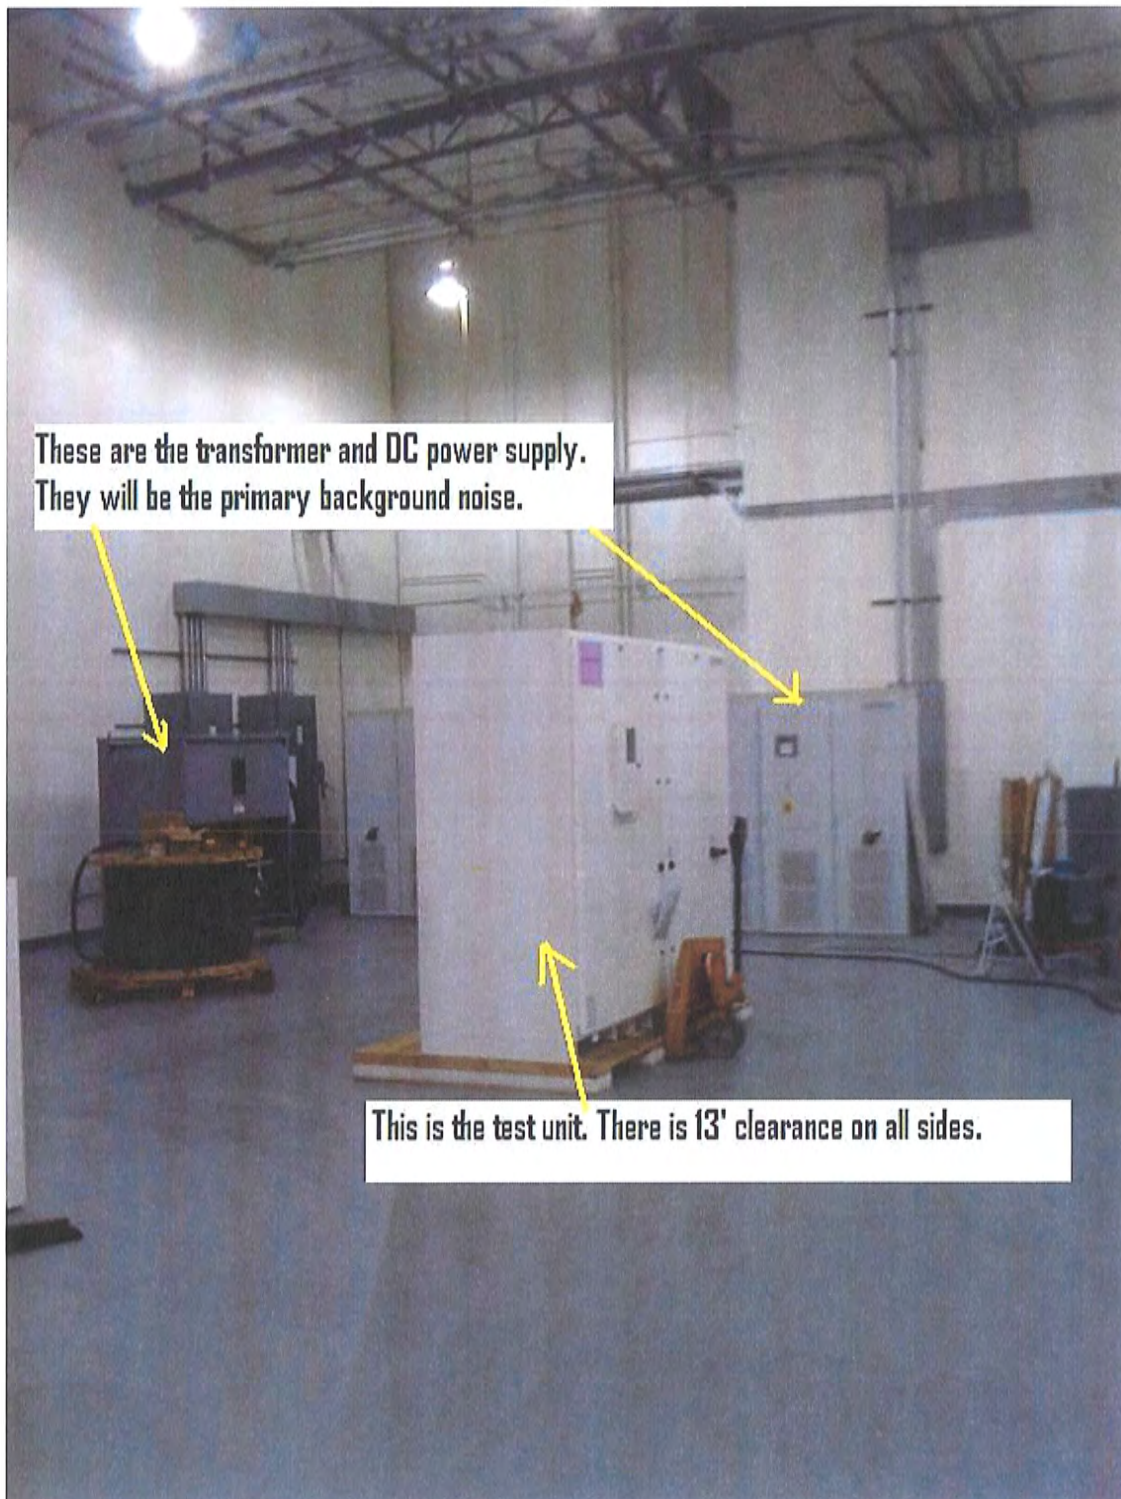 These are the transformer and DC power supply.
They will be the primary background noise.
This is the test unit. There is 13' clearance on all sides.